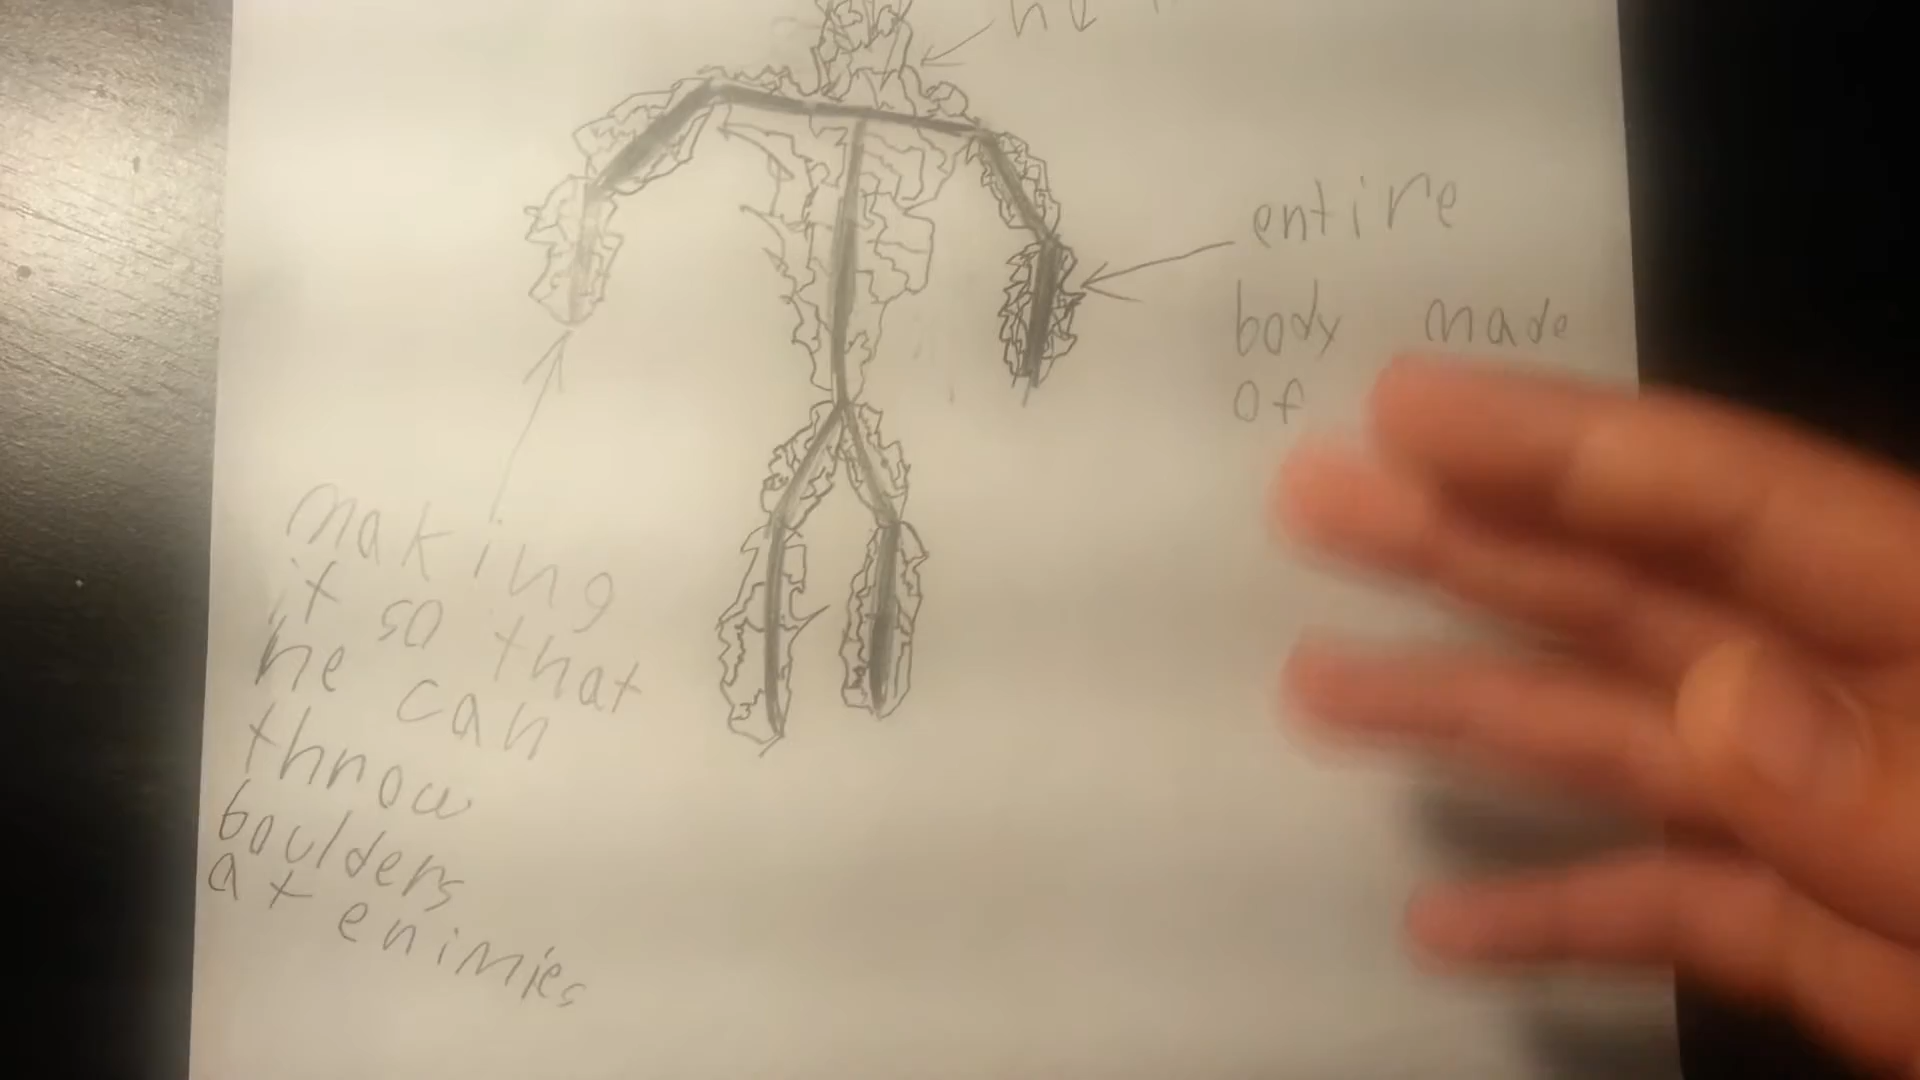 entire
body made
of
making
it so that
he can
throw
boulders
at enimies